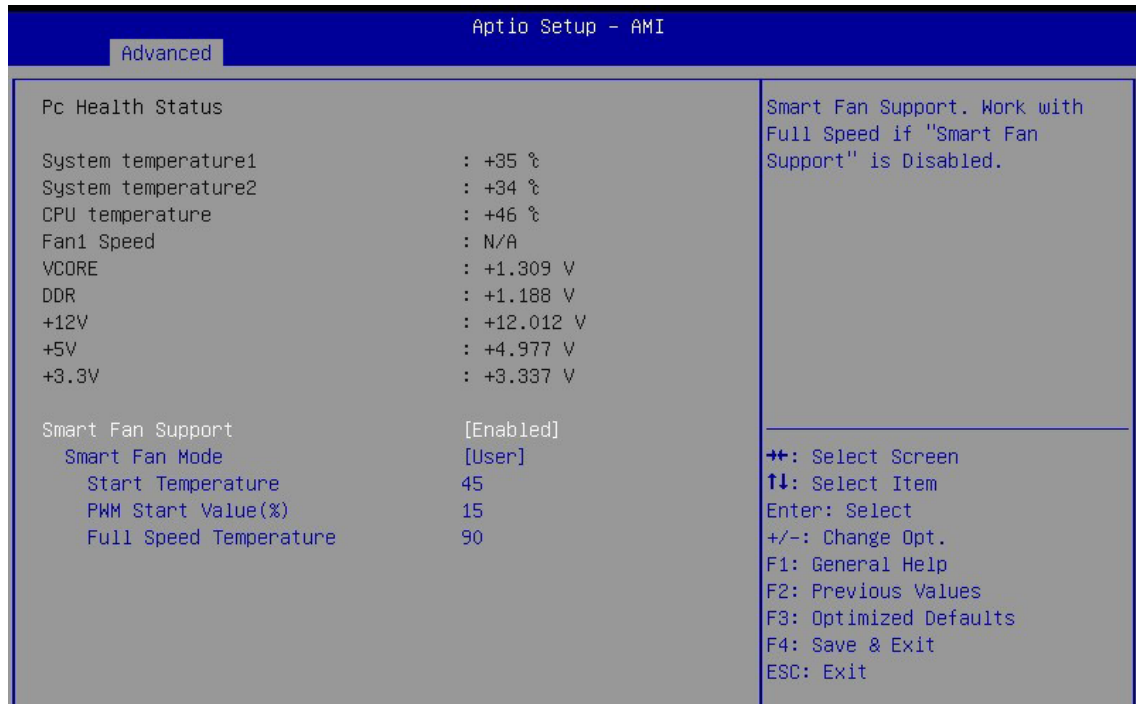 Aptio Setup – AMI
Advanced
Pc Health Status
System temperature1 : +35 ℃
System temperature2 : +34 ℃
CPU temperature : +46 ℃
Fan1 Speed : N/A
VCORE : +1.309 V
DDR : +1.188 V
+12V : +12.012 V
+5V : +4.977 V
+3.3V : +3.337 V
Smart Fan Support [Enabled]
Smart Fan Mode [User]
Start Temperature 45
PWM Start Value(%) 15
Full Speed Temperature 90
Smart Fan Support. Work with
Full Speed if "Smart Fan
Support" is Disabled.
→←: Select Screen
↑↓: Select Item
Enter: Select
+/-: Change Opt.
F1: General Help
F2: Previous Values
F3: Optimized Defaults
F4: Save & Exit
ESC: Exit